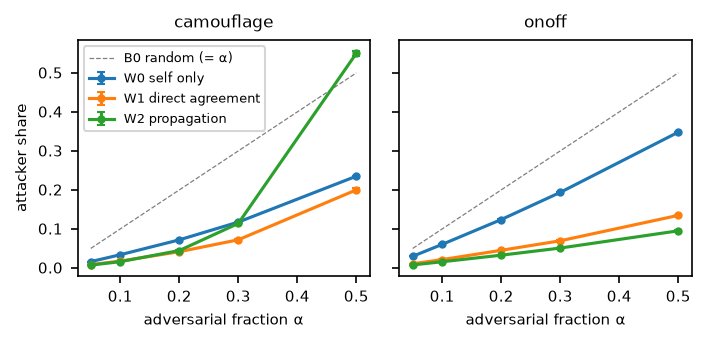 camouflage
onoff
B0 random (= α)
W0 self only
W1 direct agreement
W2 propagation
attacker share
0.5
0.4
0.3
0.2
0.1
0.0
0.1 0.2 0.3 0.4 0.5
0.1 0.2 0.3 0.4 0.5
adversarial fraction α
adversarial fraction α